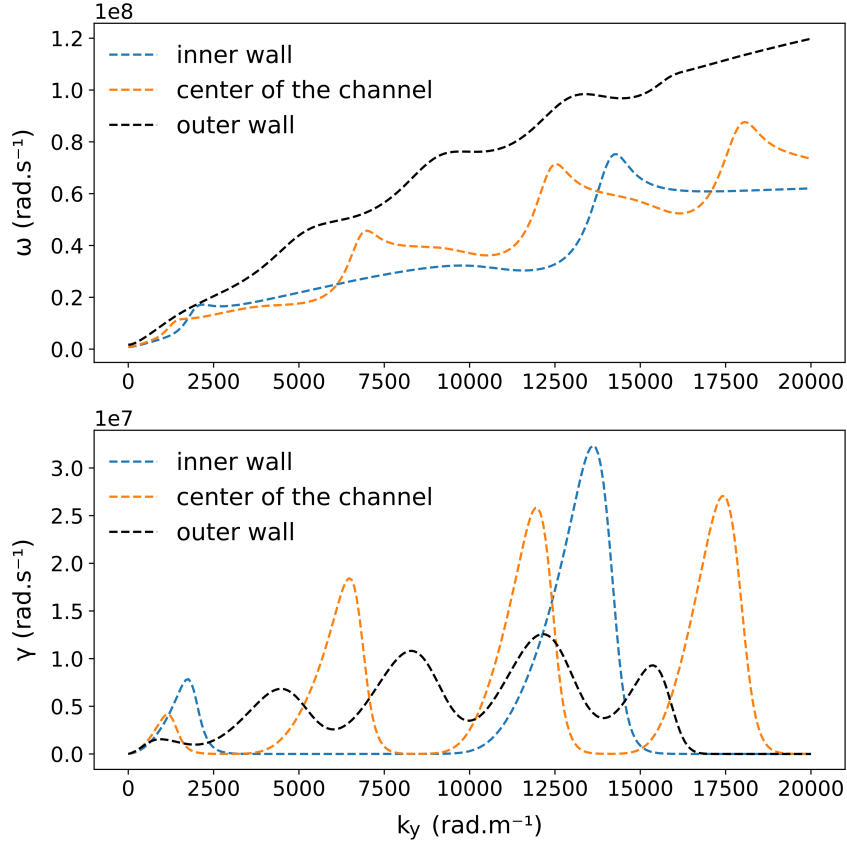 1e8
1.2
1.0
0.8
0.6
0.4
0.2
0.0
ω (rad.s⁻¹)
inner wall
center of the channel
outer wall
0 2500 5000 7500 10000 12500 15000 17500 20000
1e7
3.0
2.5
2.0
1.5
1.0
0.5
0.0
γ (rad.s⁻¹)
inner wall
center of the channel
outer wall
0 2500 5000 7500 10000 12500 15000 17500 20000
k_y (rad.m⁻¹)